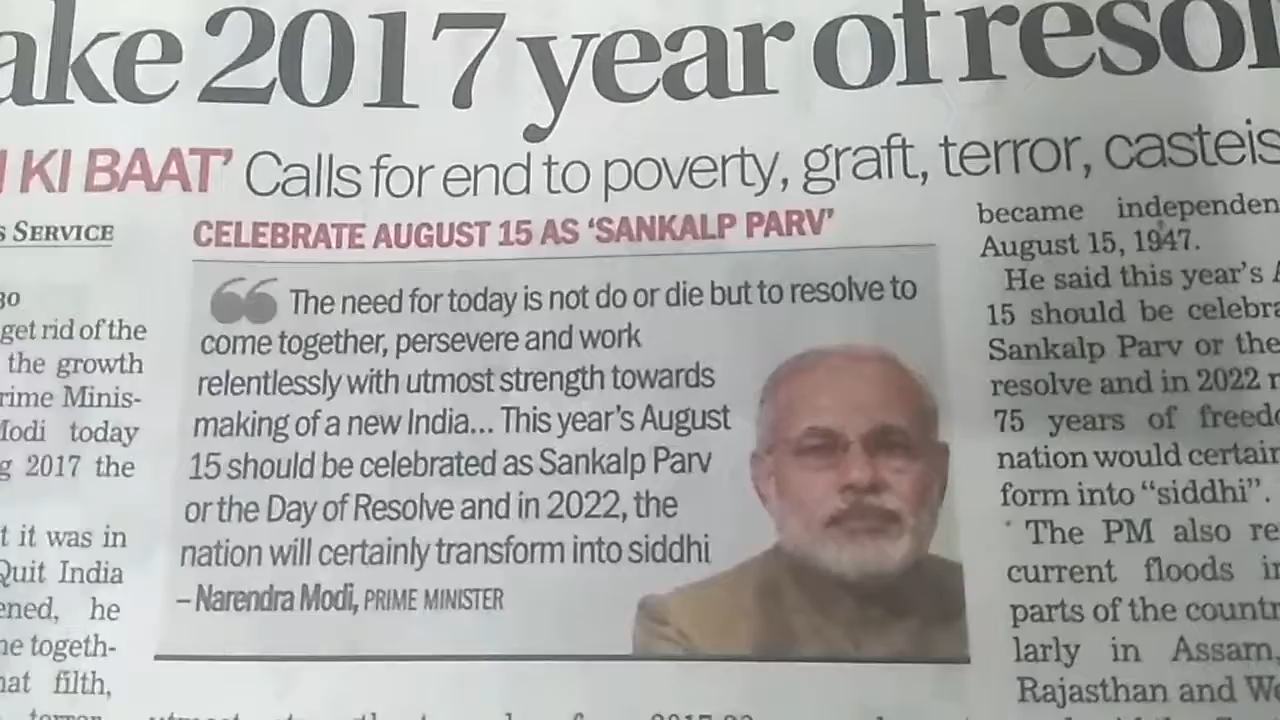 ake 2017 year of resol
KI BAAT’ Calls for end to poverty, graft, terror, casteis
S SERVICE
30
get rid of the
the growth
rime Minis-
Modi today
g 2017 the
t it was in
Quit India
ened, he
ne togeth-
hat filth,
CELEBRATE AUGUST 15 AS ‘SANKALP PARV’
“ The need for today is not do or die but to resolve to
come together, persevere and work
relentlessly with utmost strength towards
making of a new India... This year’s August
15 should be celebrated as Sankalp Parv
or the Day of Resolve and in 2022, the
nation will certainly transform into siddhi
– Narendra Modi, PRIME MINISTER
became independen
August 15, 1947.
He said this year’s A
15 should be celebra
Sankalp Parv or the
resolve and in 2022
75 years of freedo
nation would certain
form into “siddhi”.
The PM also re
current floods in
parts of the countr
larly in Assam,
Rajasthan and We